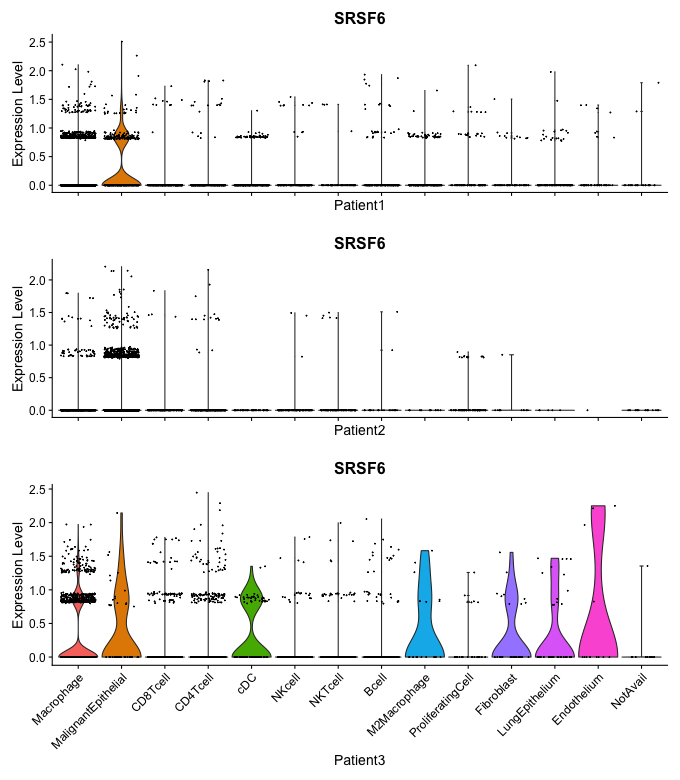 SRSF6
Expression Level
2.5
2.0
1.5
1.0
0.5
0.0
Patient1
SRSF6
Expression Level
2.0
1.5
1.0
0.5
0.0
Patient2
SRSF6
Expression Level
2.5
2.0
1.5
1.0
0.5
0.0
Macrophage
MalignantEpithelial
CD8Tcell
CD4Tcell
cDC
NKcell
NKTcell
Bcell
M2Macrophage
ProliferatingCell
Fibroblast
LungEpithelium
Endothelium
NotAvail
Patient3